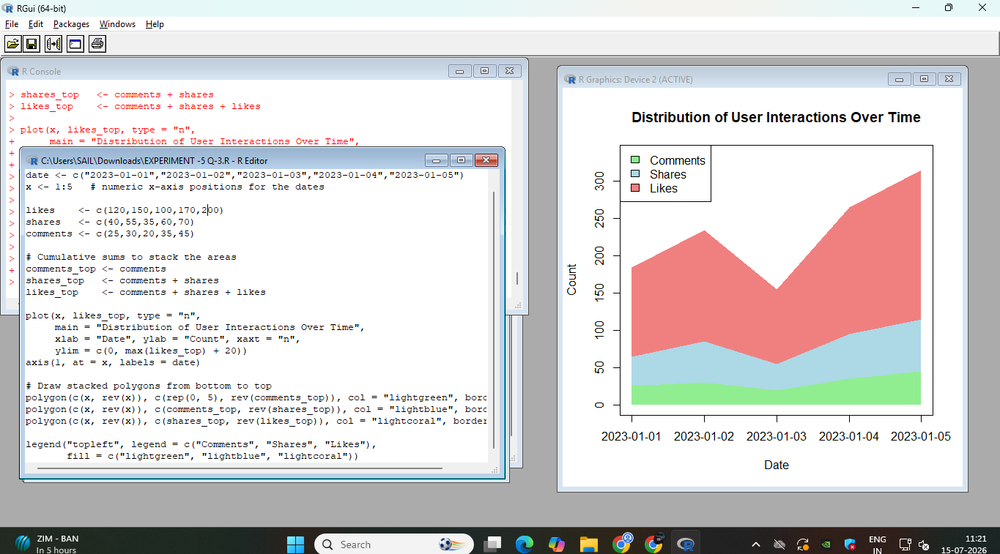 RGui (64-bit)
File Edit Packages Windows Help
R Console
> shares_top   <- comments + shares
> likes_top    <- comments + shares + likes
>
> plot(x, likes_top, type = "n",
+      main = "Distribution of User Interactions Over Time",
+
+
>
>
>
>
>
>
>
>
+
>
C:\Users\SAIL\Downloads\EXPERIMENT -5 Q-3.R - R Editor
date <- c("2023-01-01","2023-01-02","2023-01-03","2023-01-04","2023-01-05")
x <- 1:5   # numeric x-axis positions for the dates
likes    <- c(120,150,100,170,200)
shares   <- c(40,55,35,60,70)
comments <- c(25,30,20,35,45)
# Cumulative sums to stack the areas
comments_top <- comments
shares_top   <- comments + shares
likes_top    <- comments + shares + likes
plot(x, likes_top, type = "n",
     main = "Distribution of User Interactions Over Time",
     xlab = "Date", ylab = "Count", xaxt = "n",
     ylim = c(0, max(likes_top) + 20))
axis(1, at = x, labels = date)
# Draw stacked polygons from bottom to top
polygon(c(x, rev(x)), c(rep(0, 5), rev(comments_top)), col = "lightgreen", borc
polygon(c(x, rev(x)), c(comments_top, rev(shares_top)), col = "lightblue", borc
polygon(c(x, rev(x)), c(shares_top, rev(likes_top)), col = "lightcoral", border
legend("topleft", legend = c("Comments", "Shares", "Likes"),
       fill = c("lightgreen", "lightblue", "lightcoral"))
R Graphics: Device 2 (ACTIVE)
Distribution of User Interactions Over Time
Comments
Shares
Likes
Count
300
250
200
150
100
50
0
2023-01-01 2023-01-02 2023-01-03 2023-01-04 2023-01-05
Date
ZIM - BAN
In 5 hours
Search
ENG
IN
11:21
15-07-2026